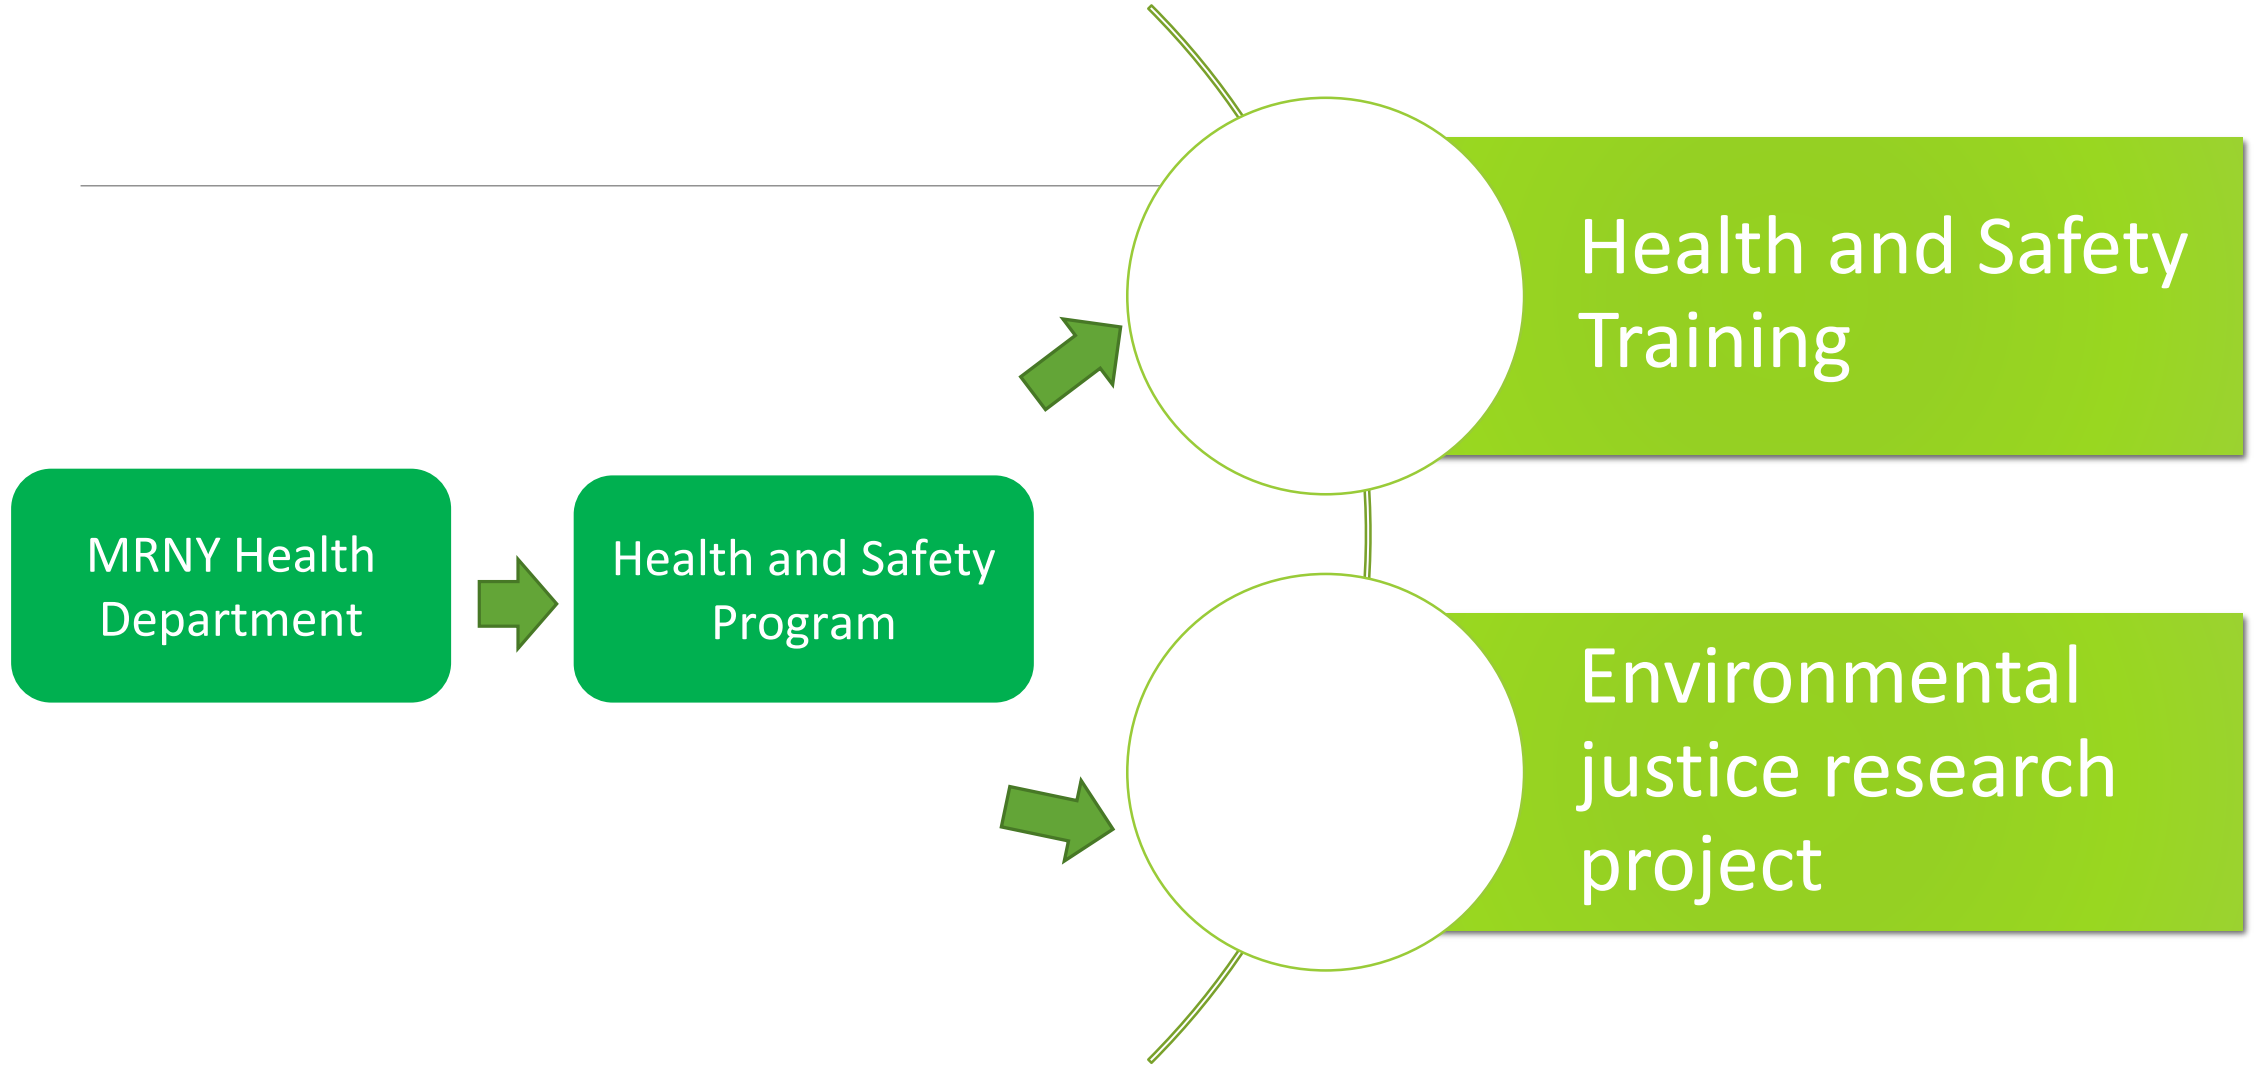 MRNY Health
Department
Health and Safety
Program
Health and Safety
Training
Environmental
justice research
project